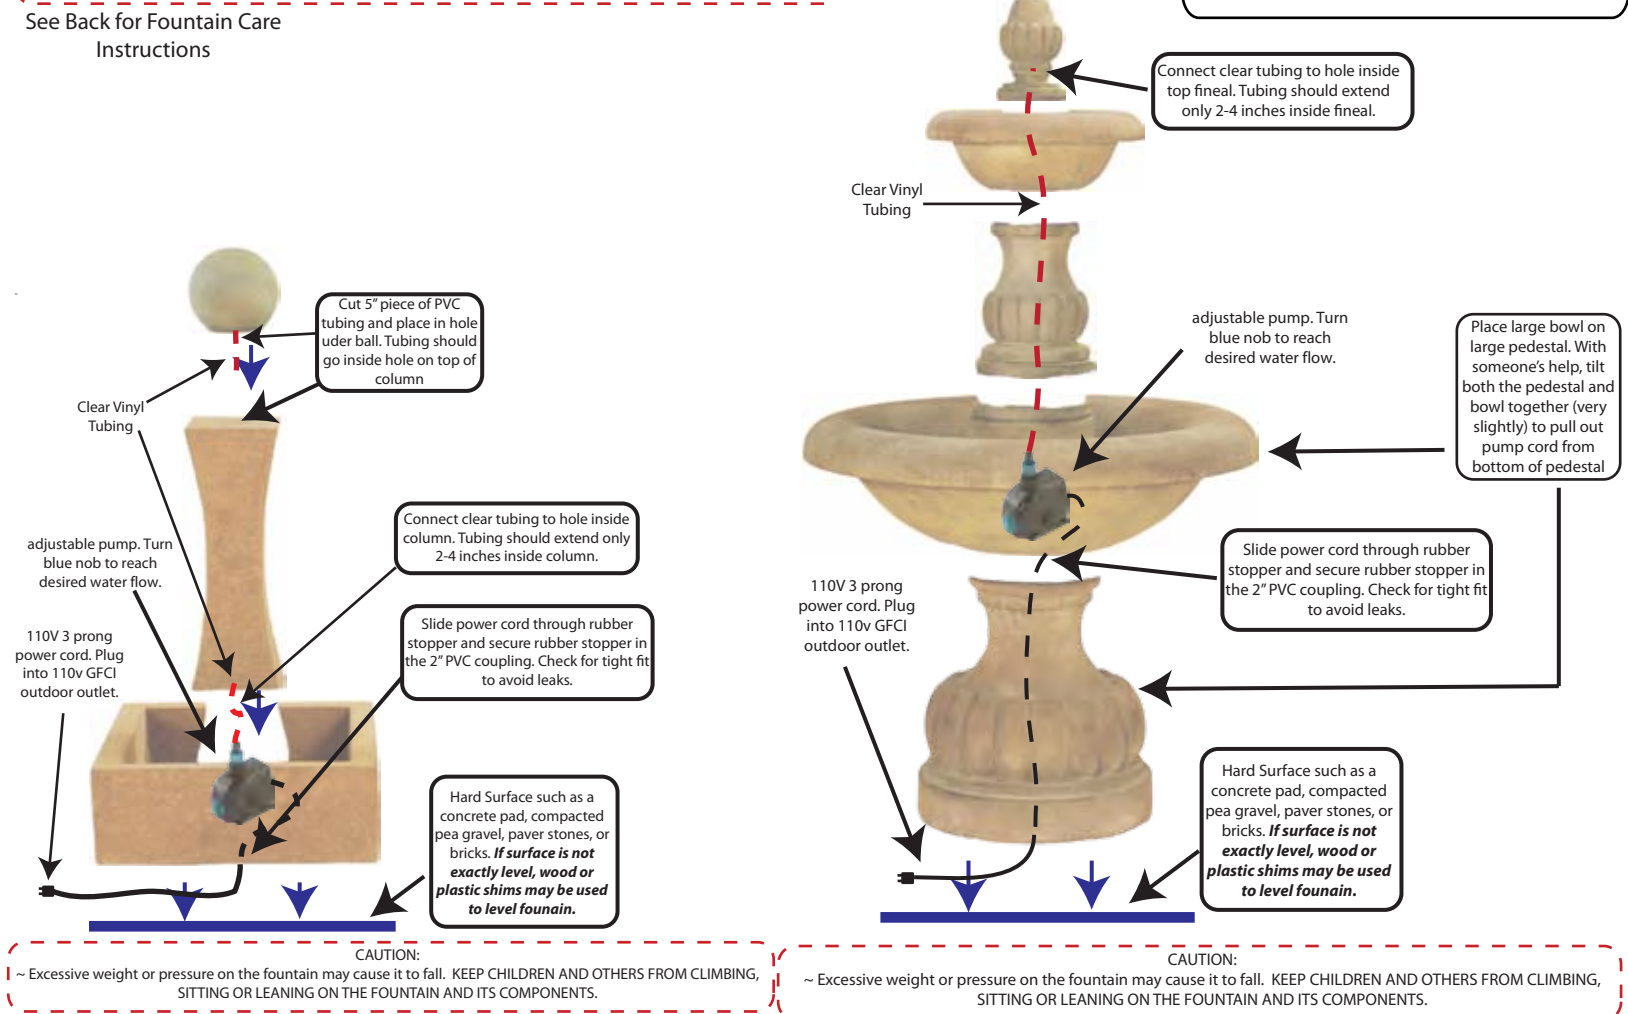 See Back for Fountain Care
Instructions
Cut 5" piece of PVC
tubing and place in hole
uder ball. Tubing should
go inside hole on top of
column
Clear Vinyl
Tubing
Connect clear tubing to hole inside
column. Tubing should extend only
2-4 inches inside column.
adjustable pump. Turn
blue nob to reach
desired water flow.
Slide power cord through rubber
stopper and secure rubber stopper in
the 2" PVC coupling. Check for tight fit
to avoid leaks.
110V 3 prong
power cord. Plug
into 110v GFCI
outdoor outlet.
Hard Surface such as a
concrete pad, compacted
pea gravel, paver stones, or
bricks. If surface is not
exactly level, wood or
plastic shims may be used
to level founain.
CAUTION:
~ Excessive weight or pressure on the fountain may cause it to fall.  KEEP CHILDREN AND OTHERS FROM CLIMBING,
SITTING OR LEANING ON THE FOUNTAIN AND ITS COMPONENTS.
Connect clear tubing to hole inside
top fineal. Tubing should extend
only 2-4 inches inside fineal.
Clear Vinyl
Tubing
adjustable pump. Turn
blue nob to reach
desired water flow.
Place large bowl on
large pedestal. With
someone's help, tilt
both the pedestal and
bowl together (very
slightly) to pull out
pump cord from
bottom of pedestal
Slide power cord through rubber
stopper and secure rubber stopper in
the 2" PVC coupling. Check for tight fit
to avoid leaks.
110V 3 prong
power cord. Plug
into 110v GFCI
outdoor outlet.
Hard Surface such as a
concrete pad, compacted
pea gravel, paver stones, or
bricks. If surface is not
exactly level, wood or
plastic shims may be used
to level founain.
CAUTION:
~ Excessive weight or pressure on the fountain may cause it to fall.  KEEP CHILDREN AND OTHERS FROM CLIMBING,
SITTING OR LEANING ON THE FOUNTAIN AND ITS COMPONENTS.